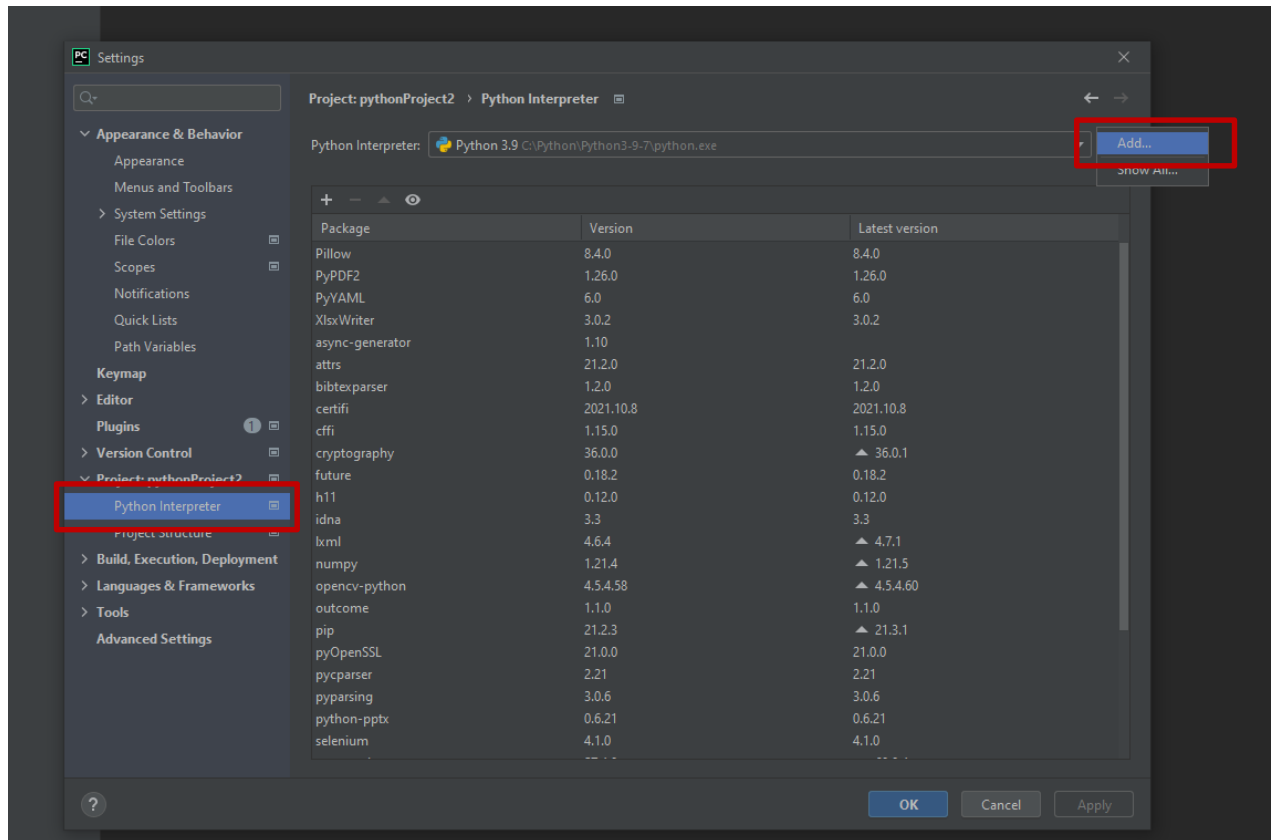 PC Settings
Appearance & Behavior
Appearance
Menus and Toolbars
System Settings
File Colors
Scopes
Notifications
Quick Lists
Path Variables
Keymap
Editor
Plugins 1
Version Control
Project: pythonProject2
Python Interpreter
Project Structure
Build, Execution, Deployment
Languages & Frameworks
Tools
Advanced Settings
Project: pythonProject2 › Python Interpreter
Python Interpreter: Python 3.9 C:\Python\Python3-9-7\python.exe
Add...
Show All...
Package Version Latest version
Pillow 8.4.0 8.4.0
PyPDF2 1.26.0 1.26.0
PyYAML 6.0 6.0
XlsxWriter 3.0.2 3.0.2
async-generator 1.10
attrs 21.2.0 21.2.0
bibtexparser 1.2.0 1.2.0
certifi 2021.10.8 2021.10.8
cffi 1.15.0 1.15.0
cryptography 36.0.0 36.0.1
future 0.18.2 0.18.2
h11 0.12.0 0.12.0
idna 3.3 3.3
lxml 4.6.4 4.7.1
numpy 1.21.4 1.21.5
opencv-python 4.5.4.58 4.5.4.60
outcome 1.1.0 1.1.0
pip 21.2.3 21.3.1
pyOpenSSL 21.0.0 21.0.0
pycparser 2.21 2.21
pyparsing 3.0.6 3.0.6
python-pptx 0.6.21 0.6.21
selenium 4.1.0 4.1.0
? OK Cancel Apply